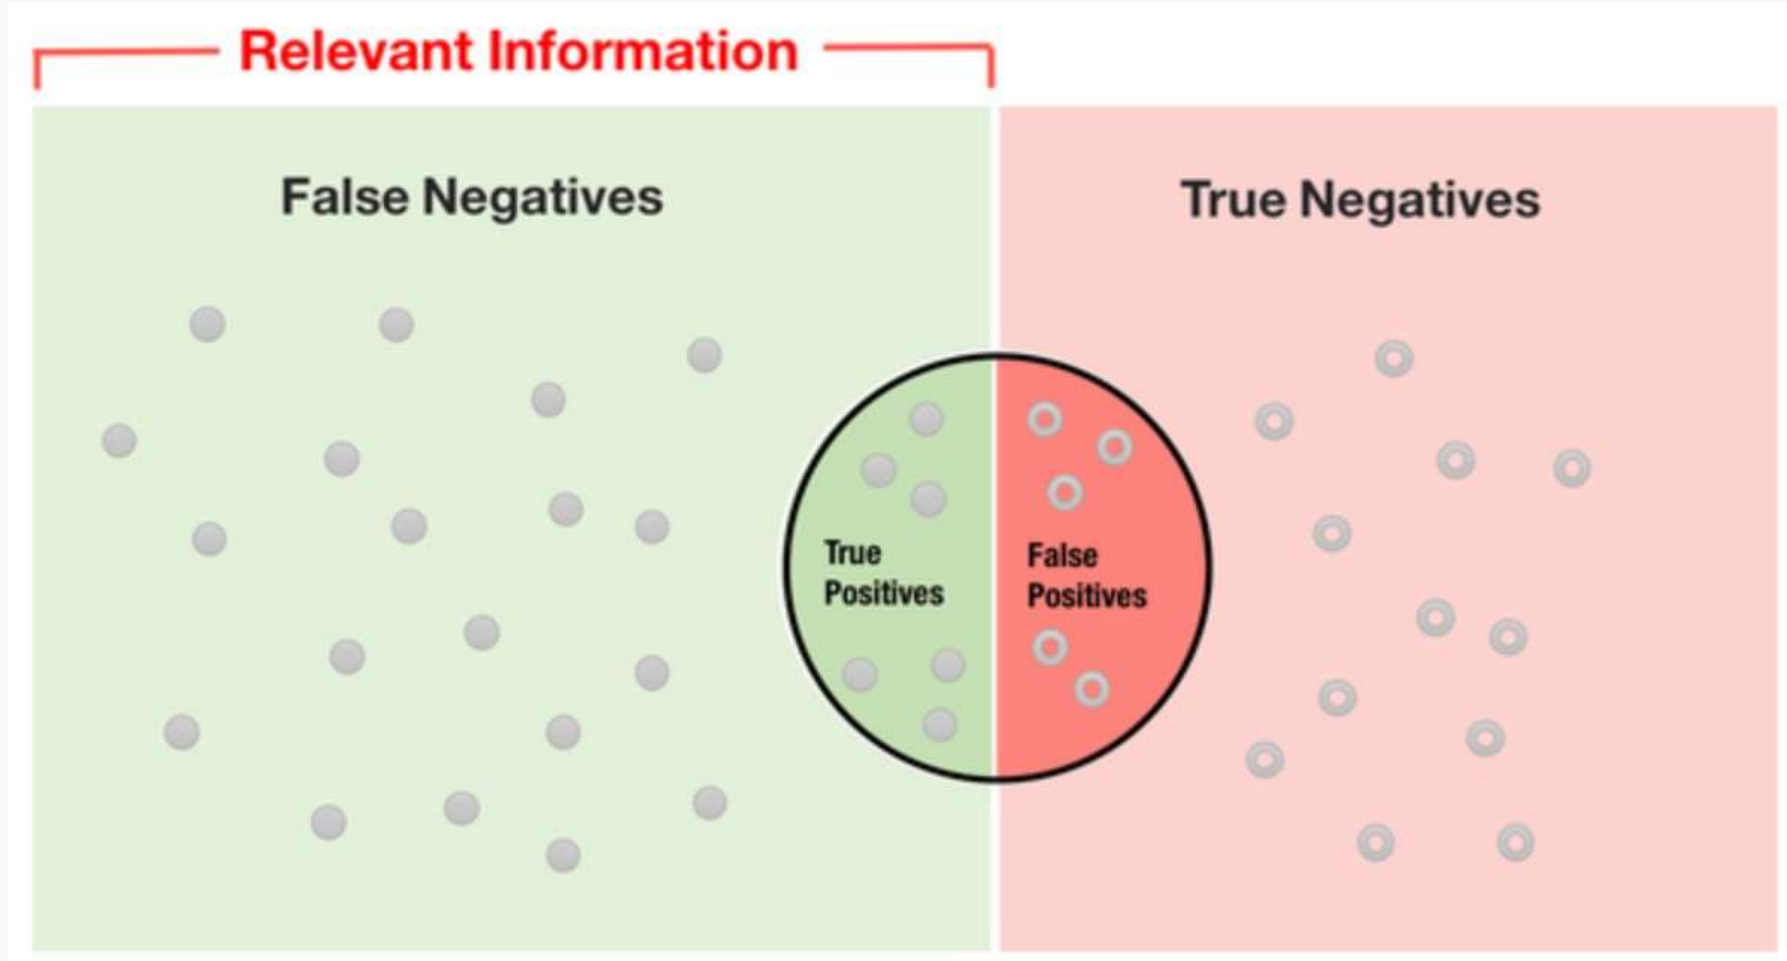 Relevant Information
False Negatives
True Negatives
True
Positives
False
Positives